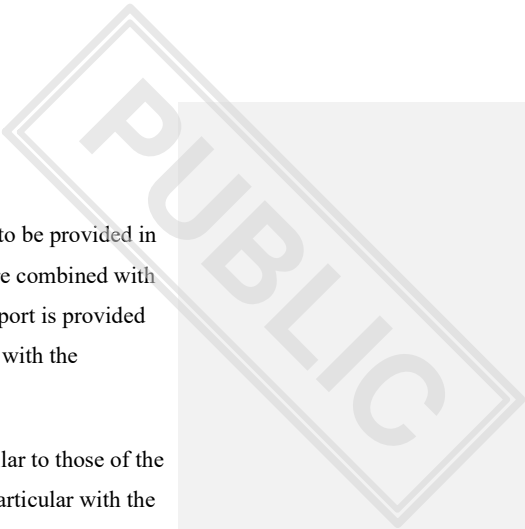 PUBLIC
to be provided in
e combined with
port is provided
with the
lar to those of the
articular with the